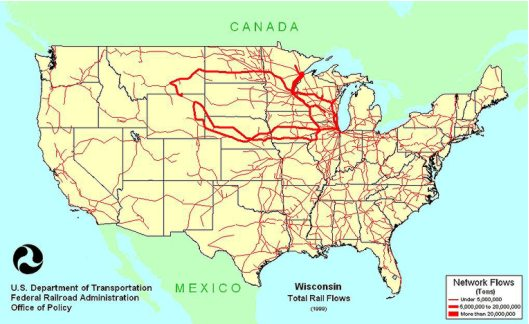 CANADA
MEXICO
U.S. Department of Transportation
Federal Railroad Administration
Office of Policy
Wisconsin
Total Rail Flows
(1999)
Network Flows
(Tons)
Under 5,000,000
5,000,000 to 20,000,000
More than 20,000,000